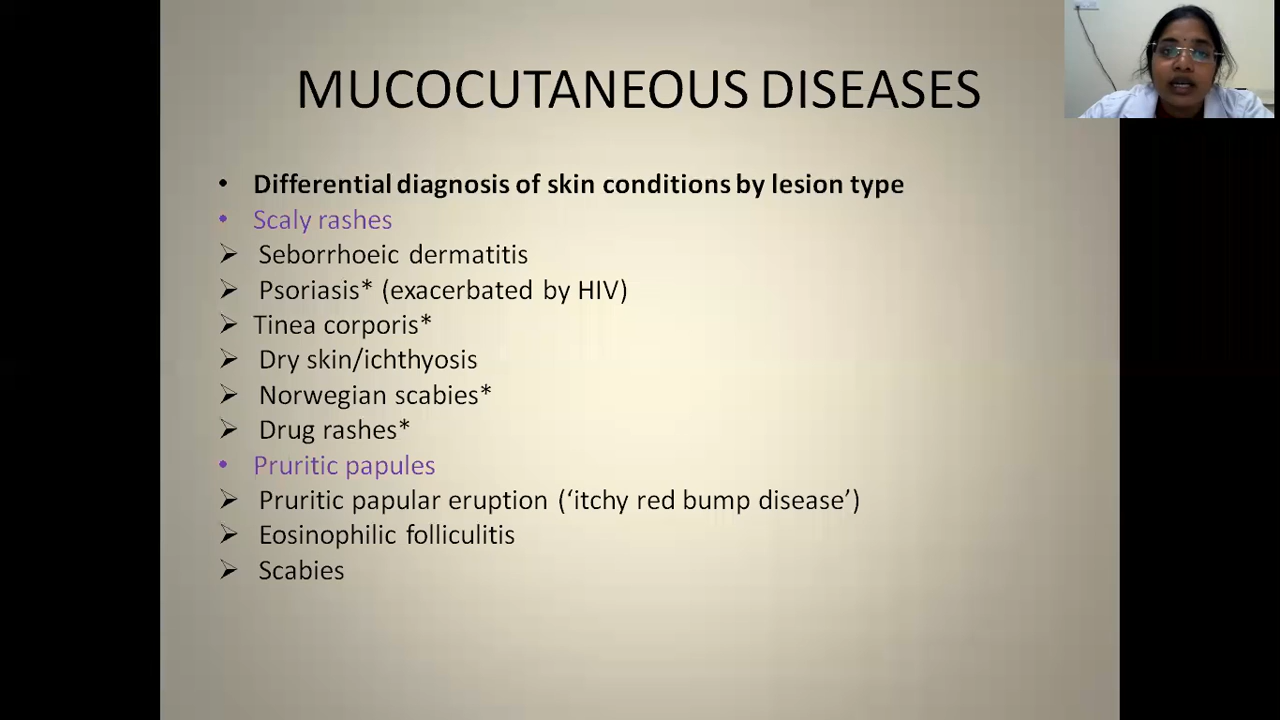 MUCOCUTANEOUS DISEASES
• Differential diagnosis of skin conditions by lesion type
• Scaly rashes
➢ Seborrhoeic dermatitis
➢ Psoriasis* (exacerbated by HIV)
➢ Tinea corporis*
➢ Dry skin/ichthyosis
➢ Norwegian scabies*
➢ Drug rashes*
• Pruritic papules
➢ Pruritic papular eruption (‘itchy red bump disease’)
➢ Eosinophilic folliculitis
➢ Scabies